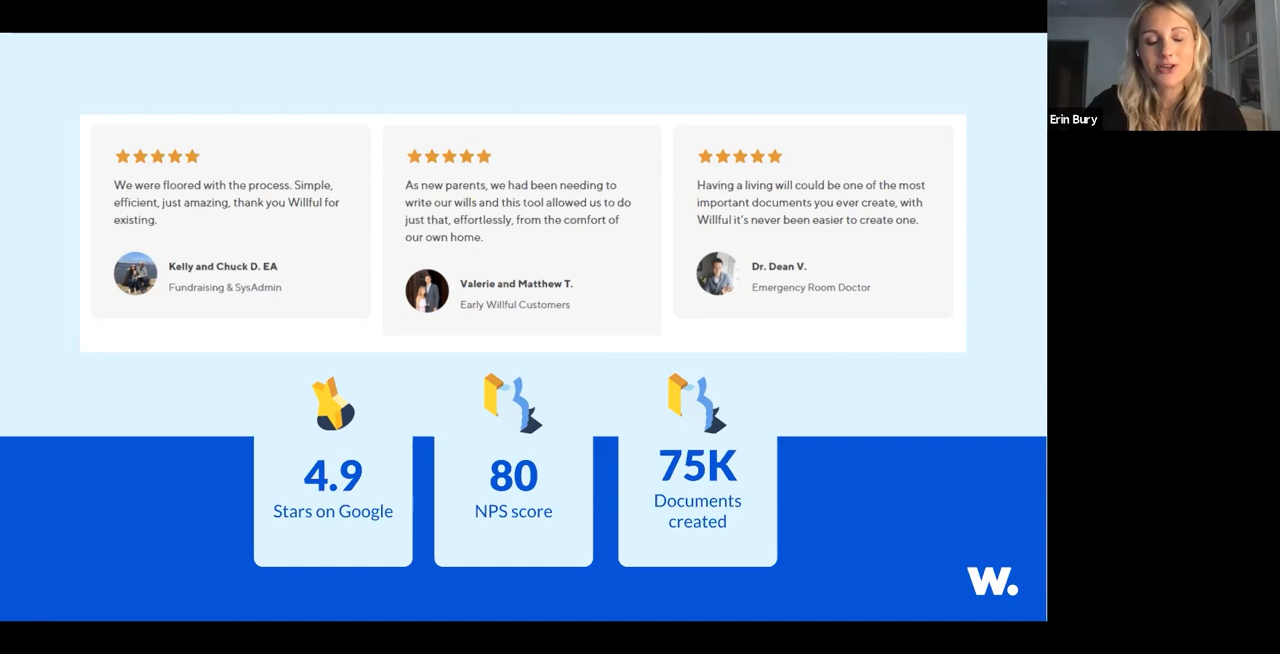 Erin Bury
We were floored with the process. Simple,
efficient, just amazing, thank you Willful for
existing.
Kelly and Chuck D. EA
Fundraising & SysAdmin
As new parents, we had been needing to
write our wills and this tool allowed us to do
just that, effortlessly, from the comfort of
our own home.
Valerie and Matthew T.
Early Willful Customers
Having a living will could be one of the most
important documents you ever create, with
Willful it's never been easier to create one.
Dr. Dean V.
Emergency Room Doctor
4.9
Stars on Google
80
NPS score
75K
Documents
created
W.